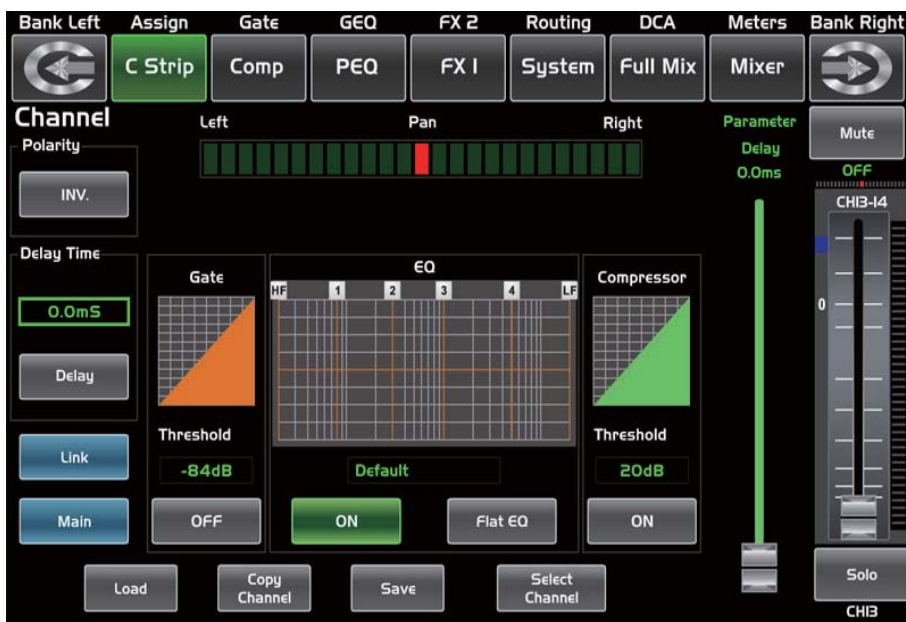 Bank Left Assign Gate GEQ FX 2 Routing DCA Meters Bank Right
C Strip Comp PEQ FX 1 System Full Mix Mixer
Channel
Left Pan Right
Parameter
Delay
0.0ms
Mute
OFF
CH13-14
Polarity
INV.
Delay Time
0.0mS
Delay
Gate
EQ
HF 1 2 3 4 LF
Compressor
0
Threshold
-84dB
Default
Threshold
20dB
Link
Main
OFF
ON
Flat EQ
ON
Load
Copy
Channel
Save
Select
Channel
Solo
CH13